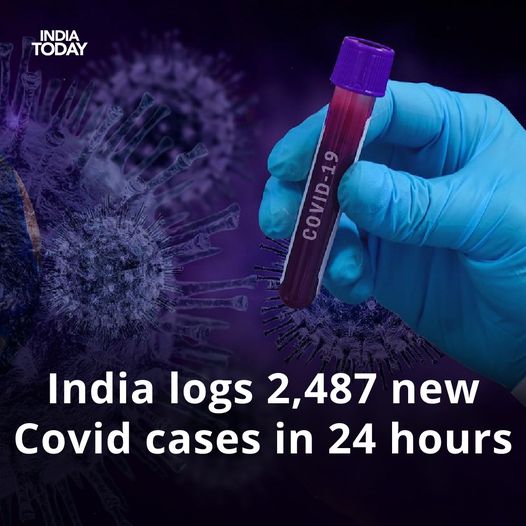 INDIA
TODAY
COVID-19
India logs 2,487 new
Covid cases in 24 hours